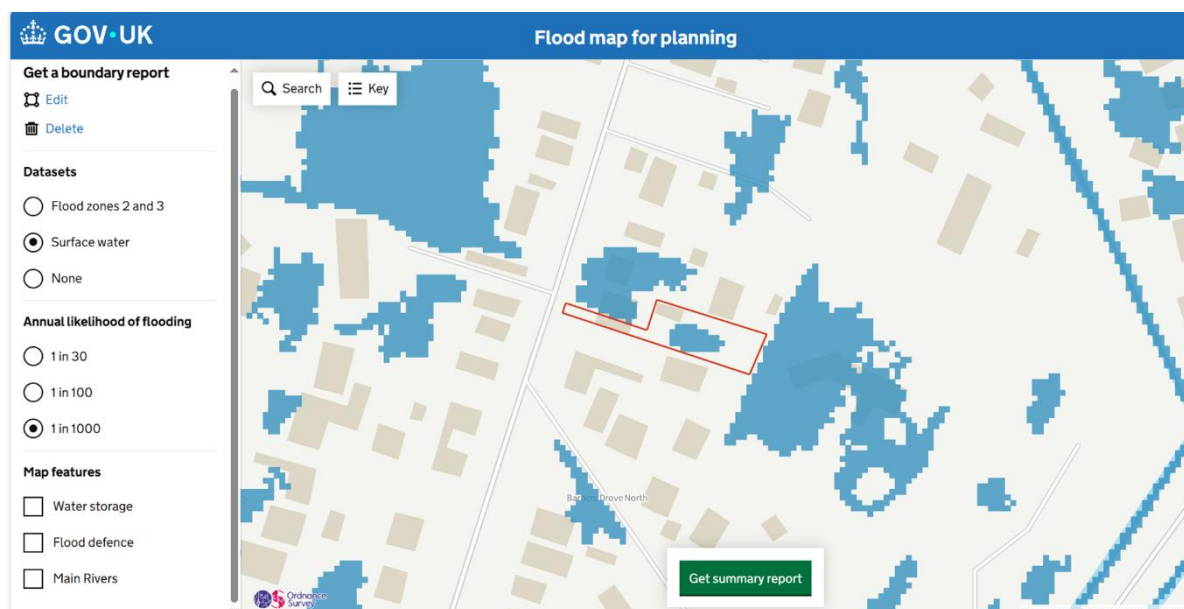 GOV·UK
Flood map for planning
Get a boundary report
Edit
Delete
Datasets
Flood zones 2 and 3
Surface water
None
Annual likelihood of flooding
1 in 30
1 in 100
1 in 1000
Map features
Water storage
Flood defence
Main Rivers
Search
Key
Barbers Drove North
Get summary report
Ordnance
Survey